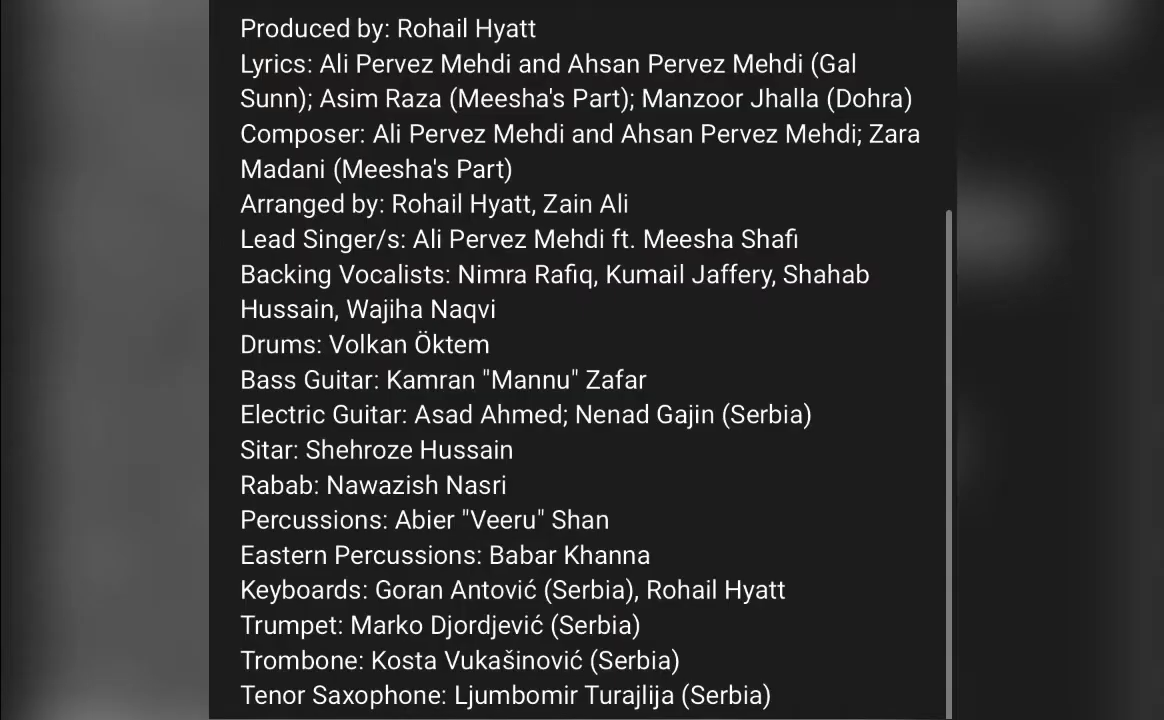 Produced by: Rohail Hyatt
Lyrics: Ali Pervez Mehdi and Ahsan Pervez Mehdi (Gal
Sunn); Asim Raza (Meesha's Part); Manzoor Jhalla (Dohra)
Composer: Ali Pervez Mehdi and Ahsan Pervez Mehdi; Zara
Madani (Meesha's Part)
Arranged by: Rohail Hyatt, Zain Ali
Lead Singer/s: Ali Pervez Mehdi ft. Meesha Shafi
Backing Vocalists: Nimra Rafiq, Kumail Jaffery, Shahab
Hussain, Wajiha Naqvi
Drums: Volkan Öktem
Bass Guitar: Kamran "Mannu" Zafar
Electric Guitar: Asad Ahmed; Nenad Gajin (Serbia)
Sitar: Shehroze Hussain
Rabab: Nawazish Nasri
Percussions: Abier "Veeru" Shan
Eastern Percussions: Babar Khanna
Keyboards: Goran Antović (Serbia), Rohail Hyatt
Trumpet: Marko Djordjević (Serbia)
Trombone: Kosta Vukašinović (Serbia)
Tenor Saxophone: Ljumbomir Turajlija (Serbia)